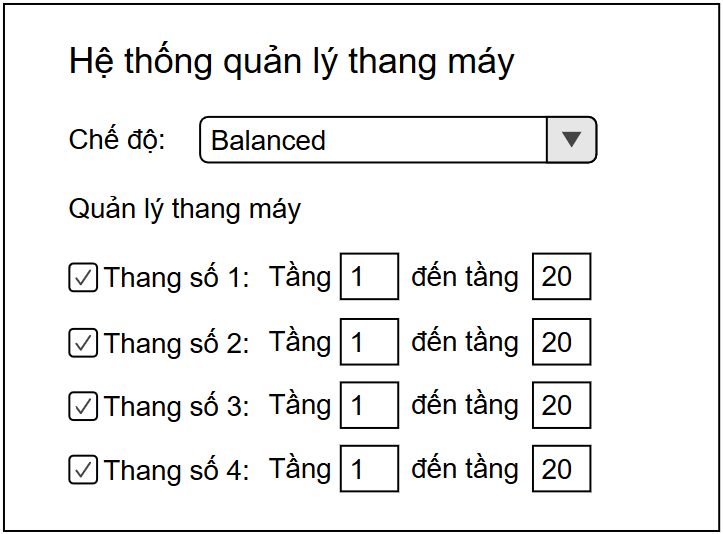 Hệ thống quản lý thang máy
Chế độ: Balanced
Quản lý thang máy
Thang số 1: Tầng 1 đến tầng 20
Thang số 2: Tầng 1 đến tầng 20
Thang số 3: Tầng 1 đến tầng 20
Thang số 4: Tầng 1 đến tầng 20